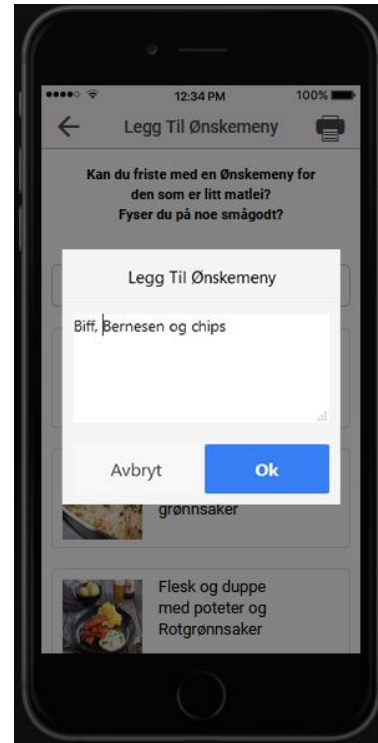 12:34 PM
100%
Legg Til Ønskemeny
Kan du friste med en Ønskemeny for
den som er litt matlei?
Fyser du på noe smågodt?
Legg Til Ønskemeny
Biff, Bernesen og chips
Avbryt
Ok
grønnsaker
Flesk og duppe
med poteter og
Rotgrønnsaker